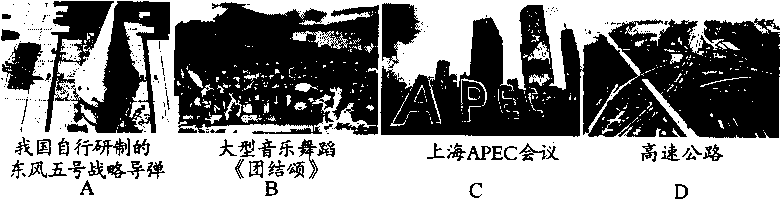 APEC
我国自行研制的
东风五号战略导弹
A
大型音乐舞蹈
《团结颂》
B
上海APEC会议
C
高速公路
D